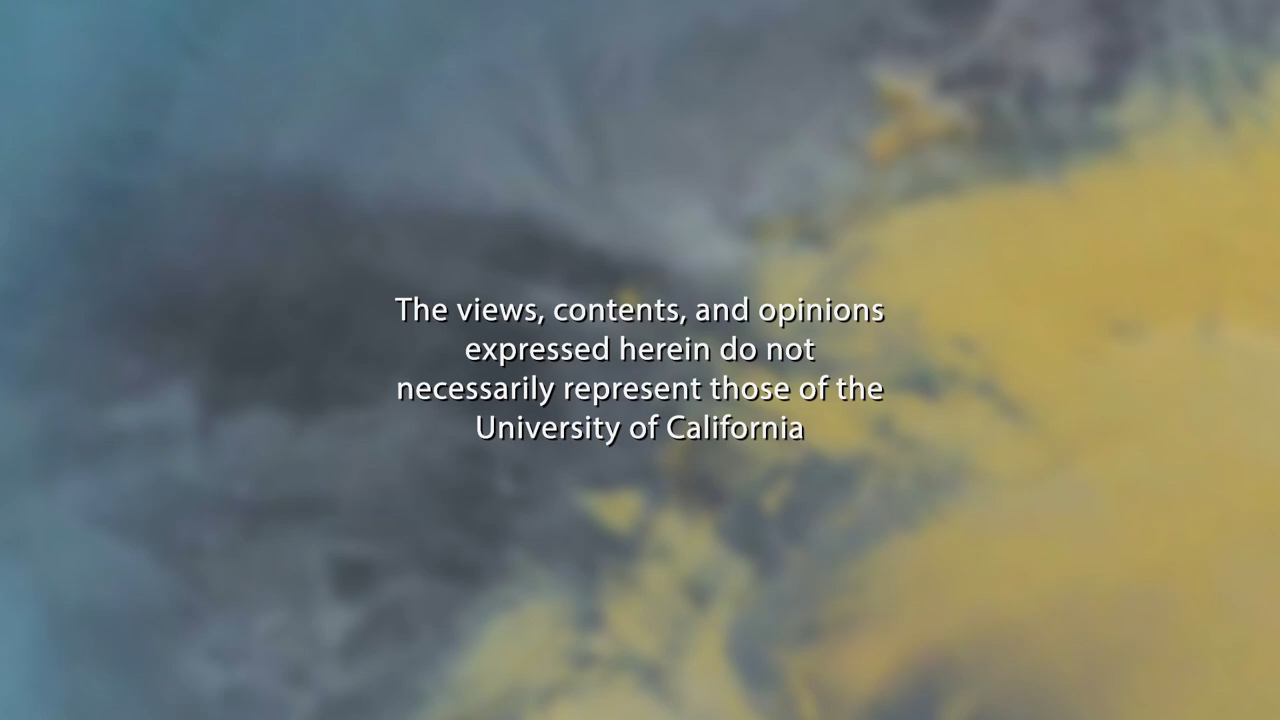 The views, contents, and opinions
expressed herein do not
necessarily represent those of the
University of California